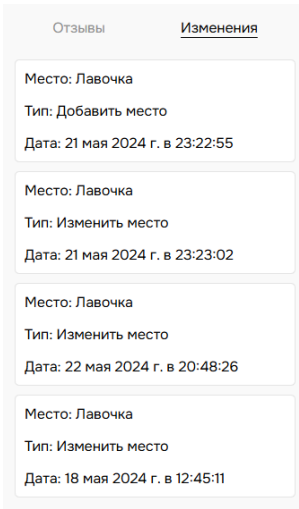 Отзывы Изменения
Место: Лавочка
Тип: Добавить место
Дата: 21 мая 2024 г. в 23:22:55
Место: Лавочка
Тип: Изменить место
Дата: 21 мая 2024 г. в 23:23:02
Место: Лавочка
Тип: Изменить место
Дата: 22 мая 2024 г. в 20:48:26
Место: Лавочка
Тип: Изменить место
Дата: 18 мая 2024 г. в 12:45:11